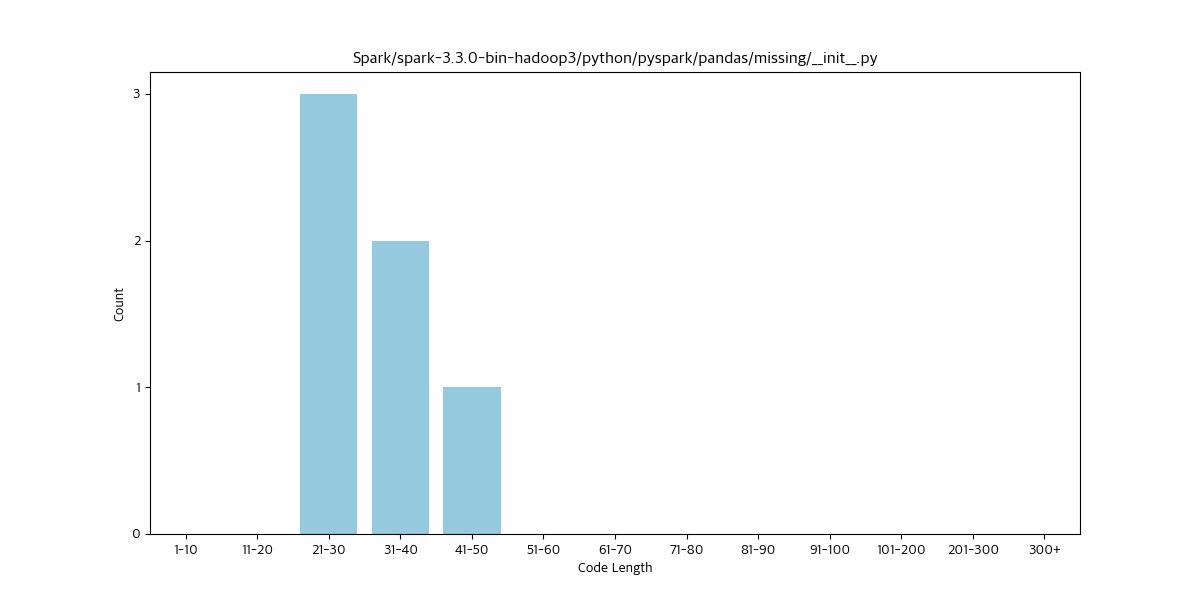 Spark/spark-3.3.0-bin-hadoop3/python/pyspark/pandas/missing/__init__.py
3
2
1
0
Count
1-10 11-20 21-30 31-40 41-50 51-60 61-70 71-80 81-90 91-100 101-200 201-300 300+
Code Length